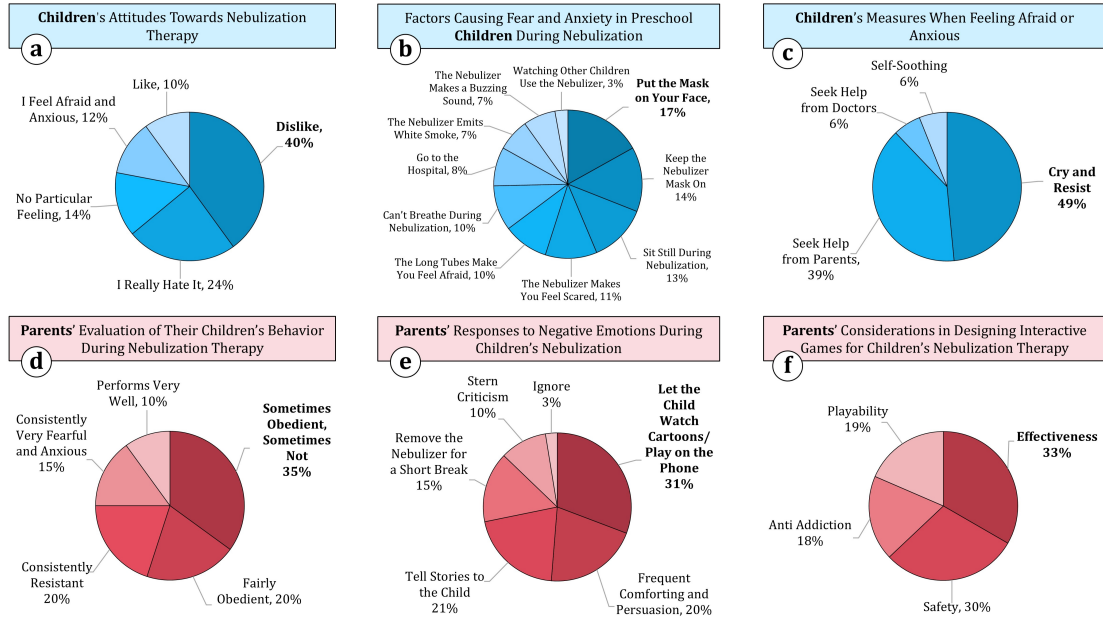 Children's Attitudes Towards Nebulization
Therapy
a
Like, 10%
I Feel Afraid and
Anxious, 12%
Dislike,
40%
No Particular
Feeling, 14%
I Really Hate It, 24%
Factors Causing Fear and Anxiety in Preschool
Children During Nebulization
b
The Nebulizer
Makes a Buzzing
Sound, 7%
Watching Other Children
Use the Nebulizer, 3%
Put the Mask
on Your Face,
17%
The Nebulizer Emits
White Smoke, 7%
Go to the
Hospital, 8%
Keep the
Nebulizer
Mask On
14%
Can't Breathe During
Nebulization, 10%
The Long Tubes Make
You Feel Afraid, 10%
Sit Still During
Nebulization,
13%
The Nebulizer Makes
You Feel Scared, 11%
Children's Measures When Feeling Afraid or
Anxious
c
Self-Soothing
6%
Seek Help
from Doctors
6%
Cry and
Resist
49%
Seek Help
from Parents,
39%
Parents' Evaluation of Their Children's Behavior
During Nebulization Therapy
d
Performs Very
Well, 10%
Consistently
Very Fearful
and Anxious
15%
Sometimes
Obedient,
Sometimes
Not
35%
Consistently
Resistant
20%
Fairly
Obedient, 20%
Parents' Responses to Negative Emotions During
Children's Nebulization
e
Stern
Criticism
10%
Ignore
3%
Let the
Child
Watch
Cartoons/
Play on the
Phone
31%
Remove the
Nebulizer for
a Short Break
15%
Tell Stories to
the Child
21%
Frequent
Comforting and
Persuasion, 20%
Parents' Considerations in Designing Interactive
Games for Children's Nebulization Therapy
f
Playability
19%
Effectiveness
33%
Anti Addiction
18%
Safety, 30%